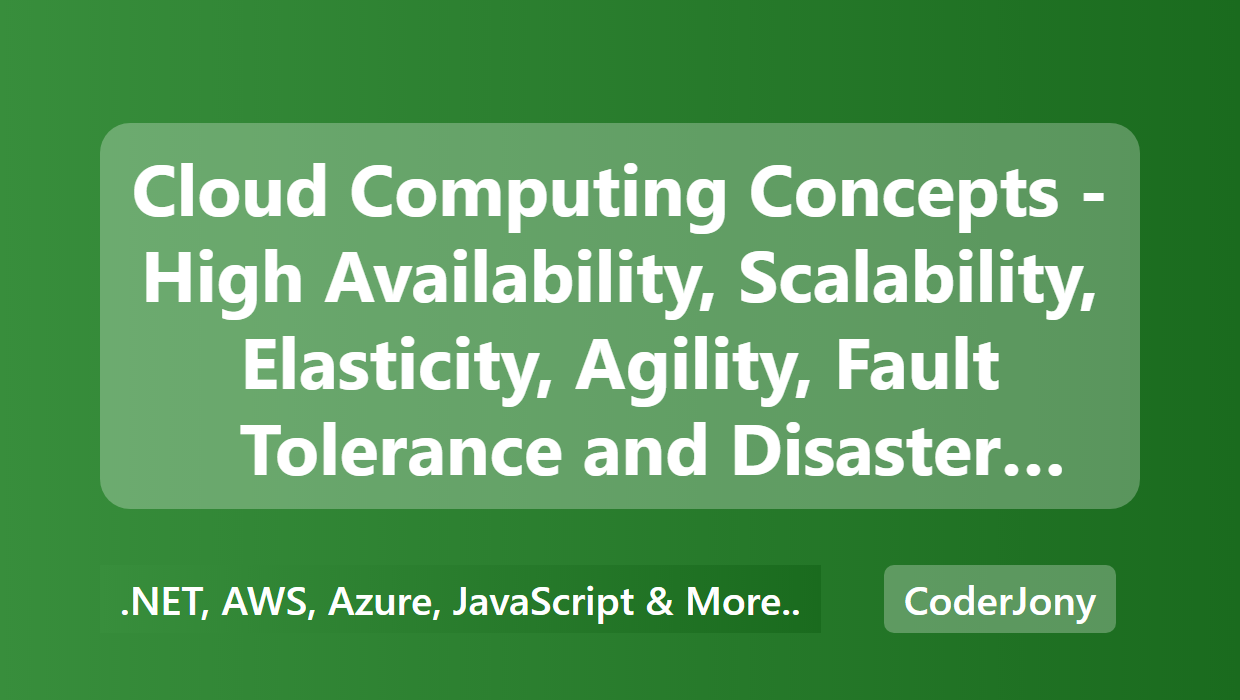 Cloud Computing Concepts -
High Availability, Scalability,
Elasticity, Agility, Fault
Tolerance and Disaster...
.NET, AWS, Azure, JavaScript & More..
CoderJony